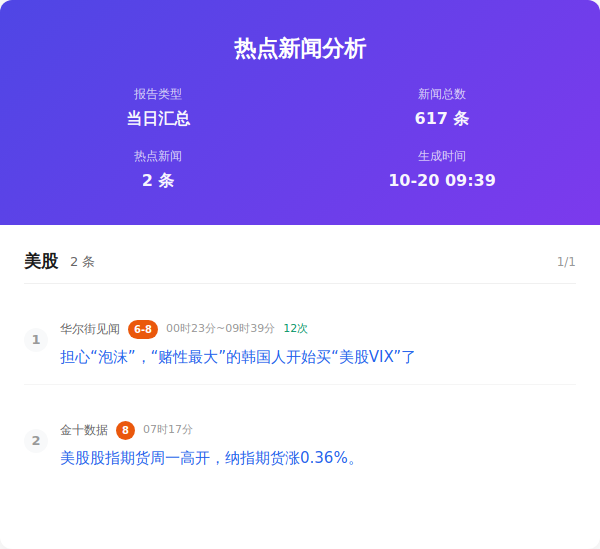 热点新闻分析
报告类型
新闻总数
当日汇总
617 条
热点新闻
生成时间
2 条
10-20 09:39
美股 2 条 1/1
1
华尔街见闻 6-8 00时23分~09时39分 12次
担心“泡沫”，“赌性最大”的韩国人开始买“美股VIX”了
2
金十数据 8 07时17分
美股股指期货周一高开，纳指期货涨0.36%。